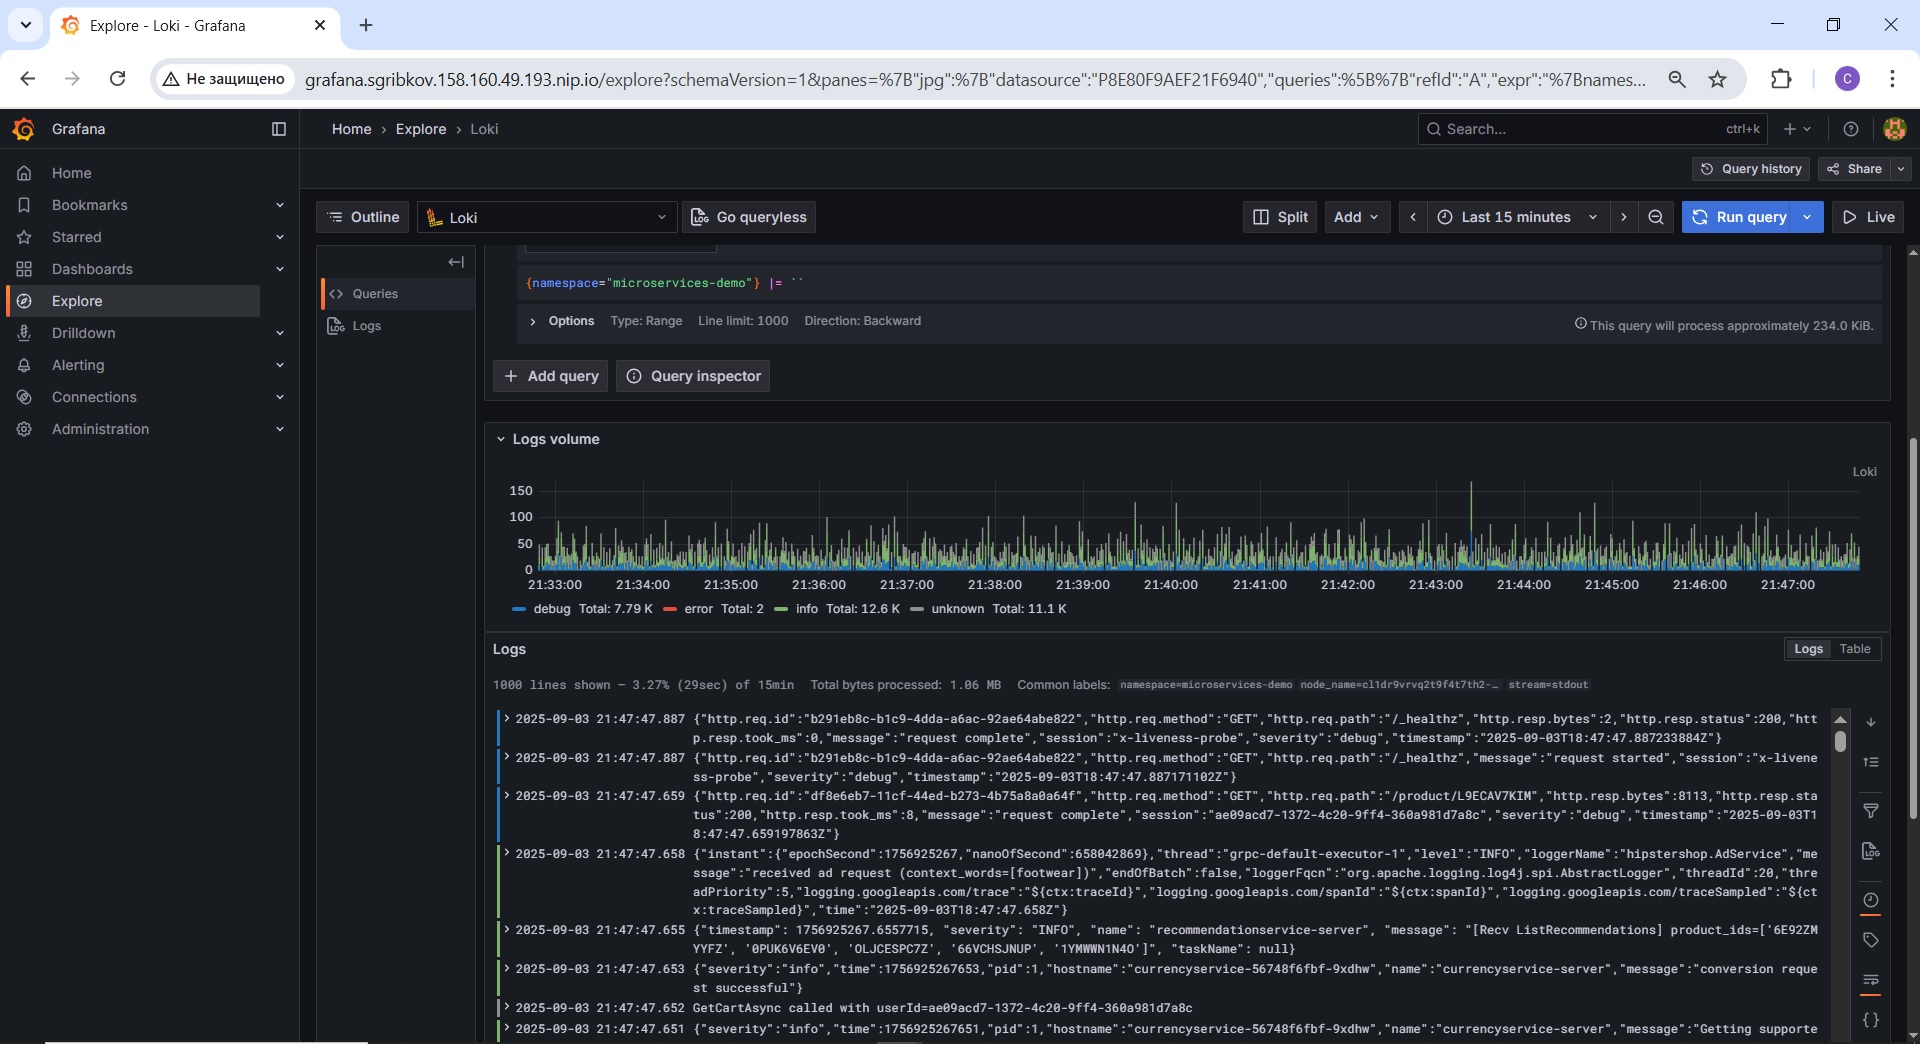 Explore - Loki - Grafana
Не защищено
grafana.sgribkov.158.160.49.193.nip.io/explore?schemaVersion=1&panes=%7B"jpg":%7B"datasource":"P8E80F9AEF21F6940","queries":%5B%7B"refId":"A","expr":"%7Bnames...
C
Grafana
Home › Explore › Loki
Search... ctrl+k
Home
Bookmarks
Starred
Dashboards
Explore
Drilldown
Alerting
Connections
Administration
Query history
Share
Outline
Loki
Go queryless
Split
Add
Last 15 minutes
Run query
Live
Queries
Logs
{namespace="microservices-demo"} |= ``
Options Type: Range Line limit: 1000 Direction: Backward
This query will process approximately 234.0 KiB.
+ Add query
Query inspector
Logs volume
Loki
150
100
50
0
21:33:00 21:34:00 21:35:00 21:36:00 21:37:00 21:38:00 21:39:00 21:40:00 21:41:00 21:42:00 21:43:00 21:44:00 21:45:00 21:46:00 21:47:00
debug Total: 7.79 K error Total: 2 info Total: 12.6 K unknown Total: 11.1 K
Logs
Logs Table
1000 lines shown — 3.27% (29sec) of 15min Total bytes processed: 1.06 MB Common labels: namespace=microservices-demo node_name=cl1dr9vrvq2t9f4t7th2-… stream=stdout
2025-09-03 21:47:47.887 {"http.req.id":"b291eb8c-b1c9-4dda-a6ac-92ae64abe822","http.req.method":"GET","http.req.path":"/_healthz","http.resp.bytes":2,"http.resp.status":200,"htt
p.resp.took_ms":0,"message":"request complete","session":"x-liveness-probe","severity":"debug","timestamp":"2025-09-03T18:47:47.887233884Z"}
2025-09-03 21:47:47.887 {"http.req.id":"b291eb8c-b1c9-4dda-a6ac-92ae64abe822","http.req.method":"GET","http.req.path":"/_healthz","message":"request started","session":"x-livene
ss-probe","severity":"debug","timestamp":"2025-09-03T18:47:47.887171102Z"}
2025-09-03 21:47:47.659 {"http.req.id":"df8e6eb7-11cf-44ed-b273-4b75a8a0a64f","http.req.method":"GET","http.req.path":"/product/L9ECAV7KIM","http.resp.bytes":8113,"http.resp.sta
tus":200,"http.resp.took_ms":8,"message":"request complete","session":"ae09acd7-1372-4c20-9ff4-360a981d7a8c","severity":"debug","timestamp":"2025-09-03T1
8:47:47.659197863Z"}
2025-09-03 21:47:47.658 {"instant":{"epochSecond":1756925267,"nanoOfSecond":658042869},"thread":"grpc-default-executor-1","level":"INFO","loggerName":"hipstershop.AdService","me
ssage":"received ad request (context_words=[footwear])","endOfBatch":false,"loggerFqcn":"org.apache.logging.log4j.spi.AbstractLogger","threadId":20,"thre
adPriority":5,"logging.googleapis.com/trace":"${ctx:traceId}","logging.googleapis.com/spanId":"${ctx:spanId}","logging.googleapis.com/traceSampled":"${ct
x:traceSampled}","time":"2025-09-03T18:47:47.658Z"}
2025-09-03 21:47:47.655 {"timestamp": 1756925267.6557715, "severity": "INFO", "name": "recommendationservice-server", "message": "[Recv ListRecommendations] product_ids=['6E92ZM
YYFZ', '0PUK6V6EV0', 'OLJCESPC7Z', '66VCHSJNUP', '1YMWWN1N4O']", "taskName": null}
2025-09-03 21:47:47.653 {"severity":"info","time":1756925267653,"pid":1,"hostname":"currencyservice-56748f6fbf-9xdhw","name":"currencyservice-server","message":"conversion reque
st successful"}
2025-09-03 21:47:47.652 GetCartAsync called with userId=ae09acd7-1372-4c20-9ff4-360a981d7a8c
2025-09-03 21:47:47.651 {"severity":"info","time":1756925267651,"pid":1,"hostname":"currencyservice-56748f6fbf-9xdhw","name":"currencyservice-server","message":"Getting supporte